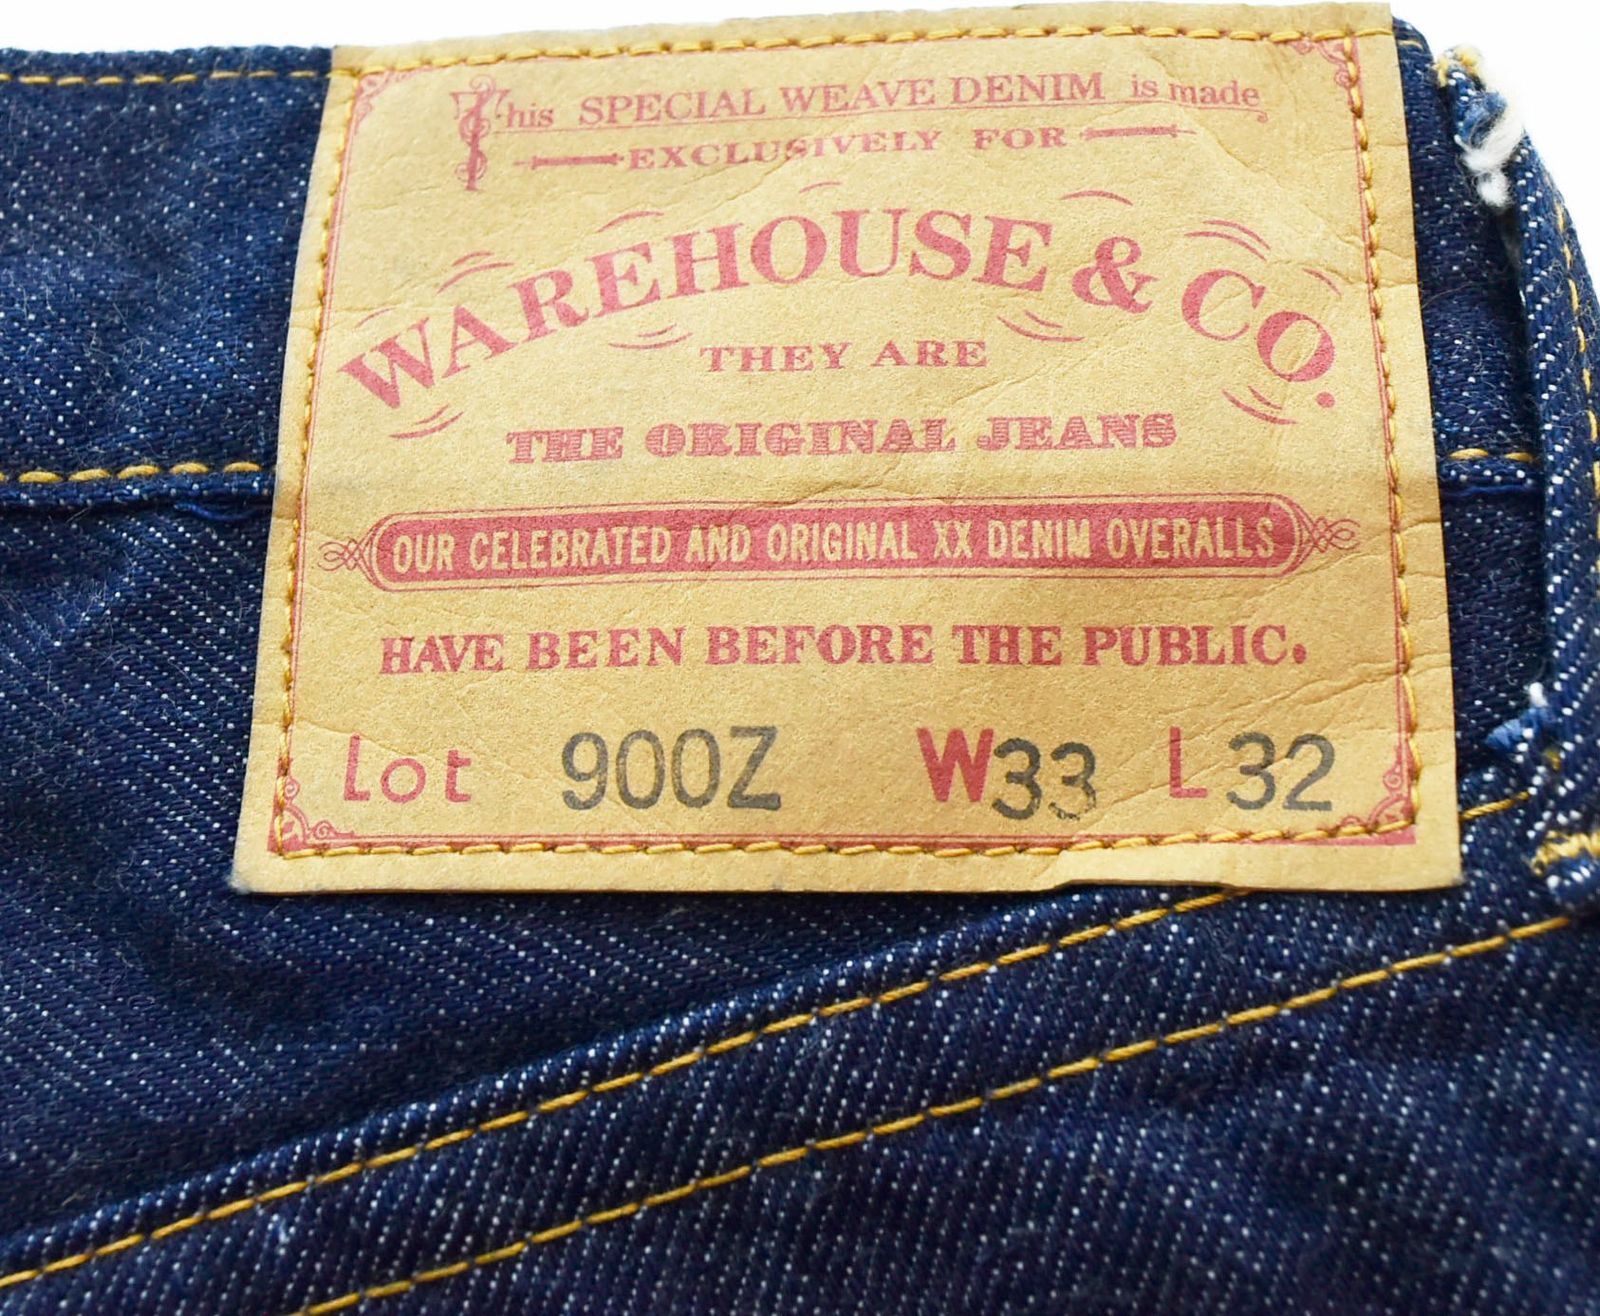 This SPECIAL WEAVE DENIM is made
EXCLUSIVELY FOR
WAREHOUSE & CO.
THEY ARE
THE ORIGINAL JEANS
OUR CELEBRATED AND ORIGINAL XX DENIM OVERALLS
HAVE BEEN BEFORE THE PUBLIC.
Lot 900Z W33 L32